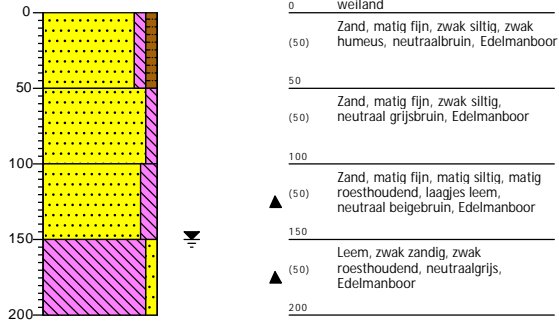 0
50
100
150
200
0
weiland
(50)
Zand, matig fijn, zwak siltig, zwak
humeus, neutraalbruin, Edelmanboor
50
(50)
Zand, matig fijn, zwak siltig,
neutraal grijsbruin, Edelmanboor
100
(50)
Zand, matig fijn, matig siltig, matig
roesthoudend, laagjes leem,
neutraal beigebruin, Edelmanboor
150
(50)
Leem, zwak zandig, zwak
roesthoudend, neutraalgrijs,
Edelmanboor
200